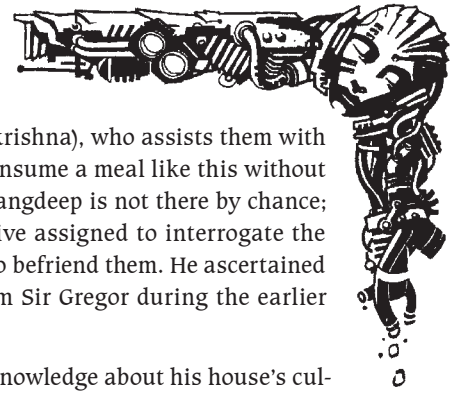 krishna), who assists them with
nsume a meal like this without
angdeep is not there by chance;
ive assigned to interrogate the
o befriend them. He ascertained
m Sir Gregor during the earlier
nowledge about his house's cul-